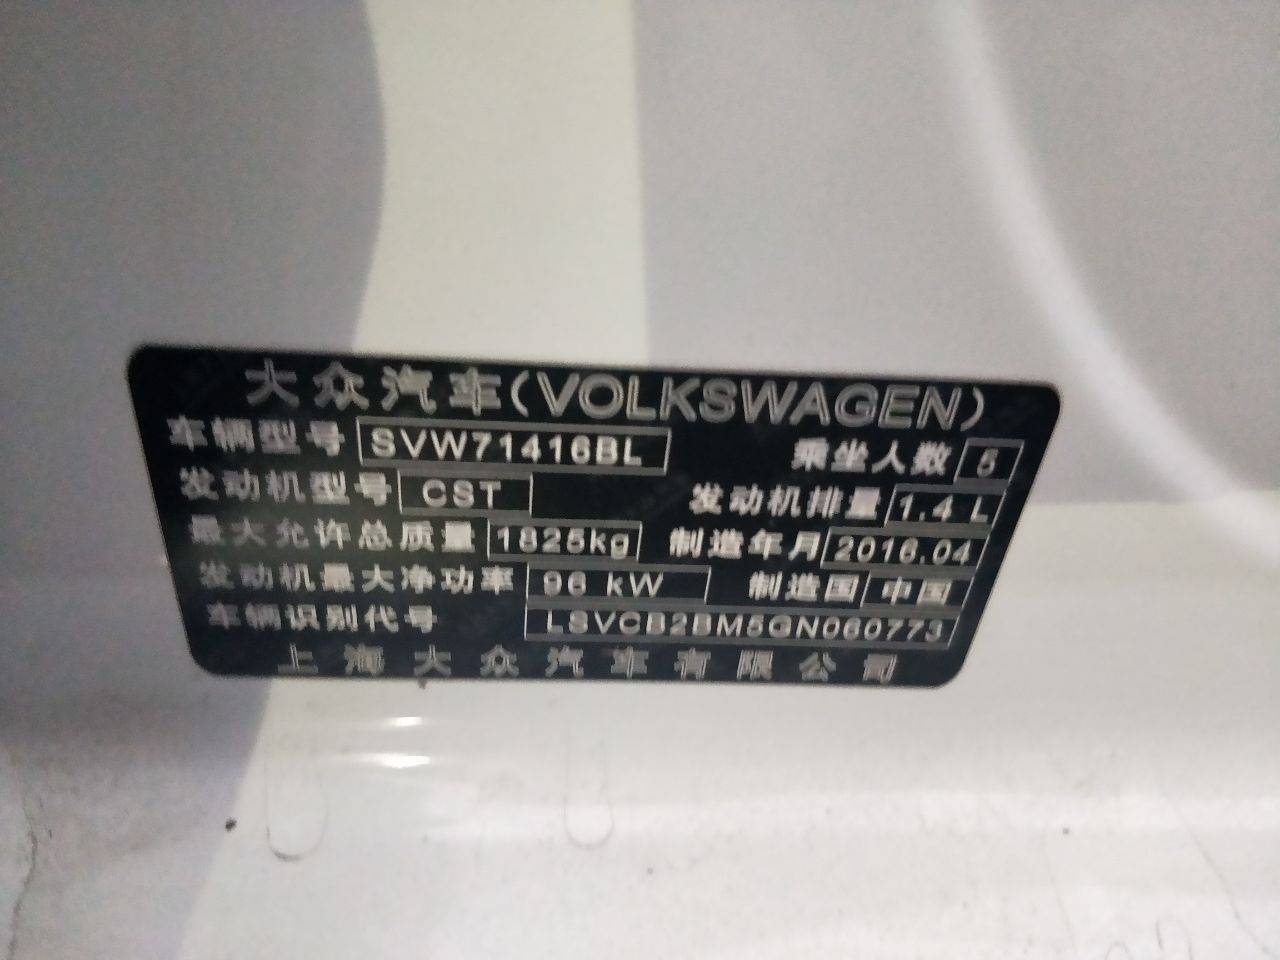 大众汽车(VOLKSWAGEN)
车辆型号 SVW71416BL 乘坐人数 5
发动机型号 CST 发动机排量 1.4 L
最大允许总质量 1825kg 制造年月 2016.04
发动机最大净功率 96 kW 制造国 中国
车辆识别代号 LSVCB2BM5GN060773
上海大众汽车有限公司